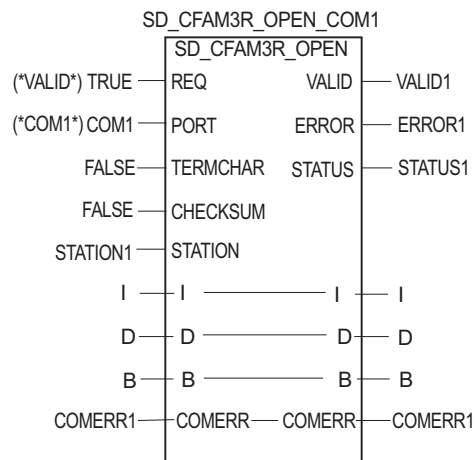 SD_CFAM3R_OPEN_COM1
SD_CFAM3R_OPEN
(*VALID*) TRUE REQ VALID VALID1
(*COM1*) COM1 PORT ERROR ERROR1
FALSE TERMCHAR STATUS STATUS1
FALSE CHECKSUM
STATION1 STATION
I I I I
D D D D
B B B B
COMERR1 COMERR COMERR COMERR1